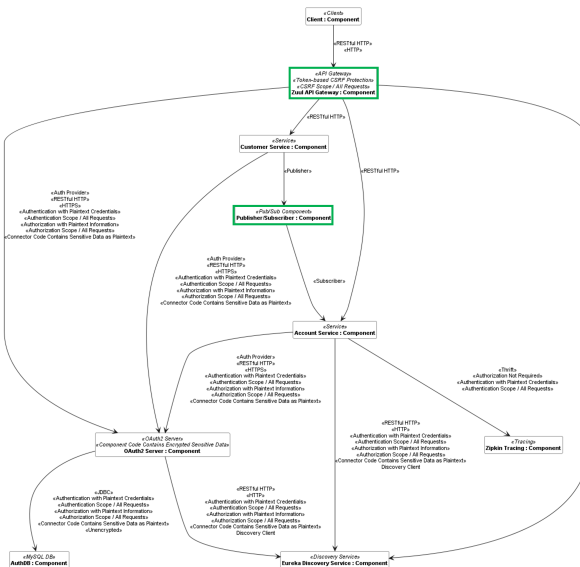 «Client»
Client : Component
«RESTful HTTP»
«HTTP»
«API Gateway»
«Token-based CSRF Protection»
«CSRF Scope / All Requests»
Zuul API Gateway : Component
«RESTful HTTP»
«Service»
Customer Service : Component
«Publisher»
«RESTful HTTP»
«Auth Provider»
«RESTful HTTP»
«HTTPS»
«Authentication with Plaintext Credentials»
«Authentication Scope / All Requests»
«Authorization with Plaintext Information»
«Authorization Scope / All Requests»
«Connector Code Contains Sensitive Data as Plaintext»
«Pub/Sub Component»
Publisher/Subscriber : Component
«Auth Provider»
«RESTful HTTP»
«HTTPS»
«Authentication with Plaintext Credentials»
«Authentication Scope / All Requests»
«Authorization with Plaintext Information»
«Authorization Scope / All Requests»
«Connector Code Contains Sensitive Data as Plaintext»
«Subscriber»
«Service»
Account Service : Component
«Auth Provider»
«RESTful HTTP»
«HTTPS»
«Authentication with Plaintext Credentials»
«Authentication Scope / All Requests»
«Authorization with Plaintext Information»
«Authorization Scope / All Requests»
«Connector Code Contains Sensitive Data as Plaintext»
«Thrift»
«Authorization Not Required»
«Authentication with Plaintext Credentials»
«Authentication Scope / All Requests»
«RESTful HTTP»
«HTTP»
«Authentication with Plaintext Credentials»
«Authentication Scope / All Requests»
«Authorization with Plaintext Information»
«Authorization Scope / All Requests»
«Connector Code Contains Sensitive Data as Plaintext»
Discovery Client
«OAuth2 Server»
«Component Code Contains Encrypted Sensitive Data»
OAuth2 Server : Component
«Tracing»
Zipkin Tracing : Component
«JDBC»
«Authentication with Plaintext Credentials»
«Authentication Scope / All Requests»
«Authorization with Plaintext Information»
«Authorization Scope / All Requests»
«Connector Code Contains Sensitive Data as Plaintext»
«Unencrypted»
«RESTful HTTP»
«HTTP»
«Authentication with Plaintext Credentials»
«Authentication Scope / All Requests»
«Authorization with Plaintext Information»
«Authorization Scope / All Requests»
«Connector Code Contains Sensitive Data as Plaintext»
Discovery Client
«MySQL DB»
AuthDB : Component
«Discovery Service»
Eureka Discovery Service : Component